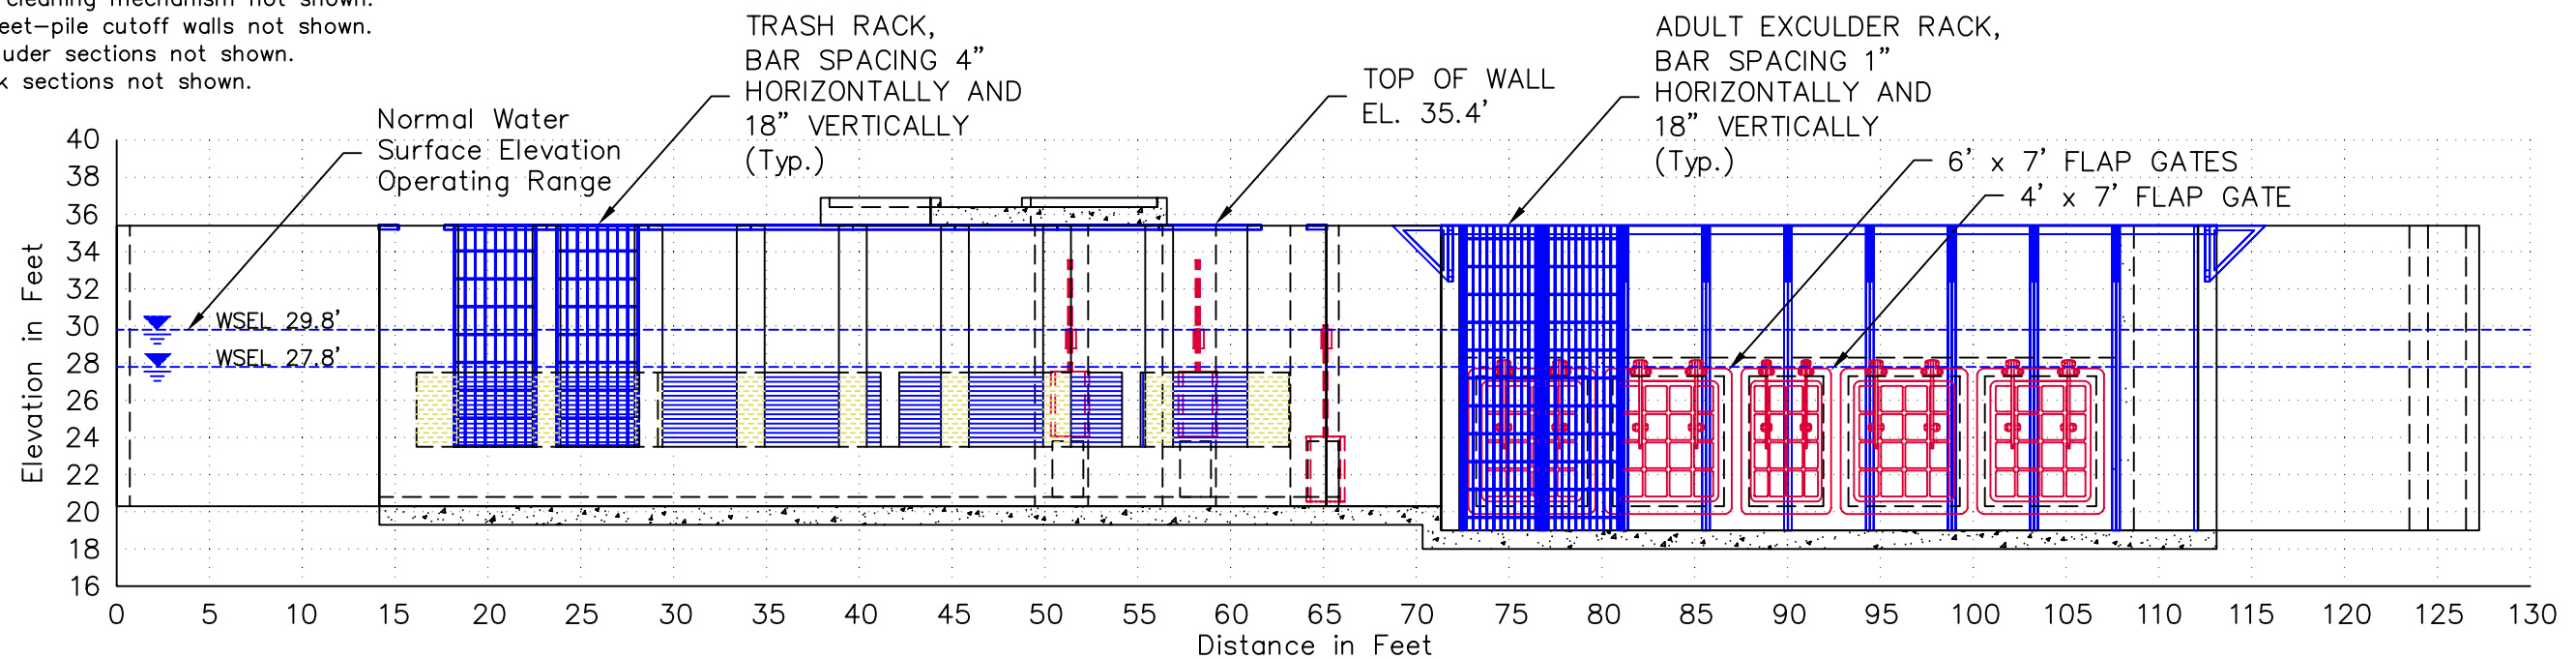 cleaning mechanism not shown.
eet-pile cutoff walls not shown.
uder sections not shown.
k sections not shown.
Normal Water
Surface Elevation
Operating Range
TRASH RACK,
BAR SPACING 4"
HORIZONTALLY AND
18" VERTICALLY
(Typ.)
TOP OF WALL
EL. 35.4'
ADULT EXCULDER RACK,
BAR SPACING 1"
HORIZONTALLY AND
18" VERTICALLY
(Typ.)
6' x 7' FLAP GATES
4' x 7' FLAP GATE
WSEL 29.8'
WSEL 27.8'
Elevation in Feet
40
38
36
34
32
30
28
26
24
22
20
18
16
0 5 10 15 20 25 30 35 40 45 50 55 60 65 70 75 80 85 90 95 100 105 110 115 120 125 130
Distance in Feet